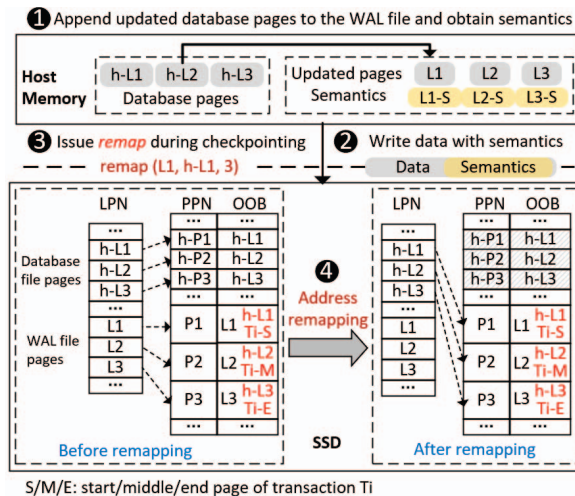 1 Append updated database pages to the WAL file and obtain semantics
Host Memory
h-L1 h-L2 h-L3
Database pages
Updated pages L1 L2 L3
Semantics L1-S L2-S L3-S
3 Issue remap during checkpointing
remap (L1, h-L1, 3)
2 Write data with semantics
Data Semantics
LPN PPN OOB
... ... ...
Database file pages
h-L1 h-P1 h-L1
h-L2 h-P2 h-L2
h-L3 h-P3 h-L3
... ... ...
WAL file pages
L1 P1 L1 h-L1 Ti-S
L2 P2 L2 h-L2 Ti-M
L3 P3 L3 h-L3 Ti-E
... ...
Before remapping
4
Address remapping
SSD
LPN PPN OOB
... ... ...
h-L1 h-P1 h-L1
h-L2 h-P2 h-L2
h-L3 h-P3 h-L3
... ... ...
L1 P1 L1 h-L1 Ti-S
L2 P2 L2 h-L2 Ti-M
L3 P3 L3 h-L3 Ti-E
... ... ...
After remapping
S/M/E: start/middle/end page of transaction Ti